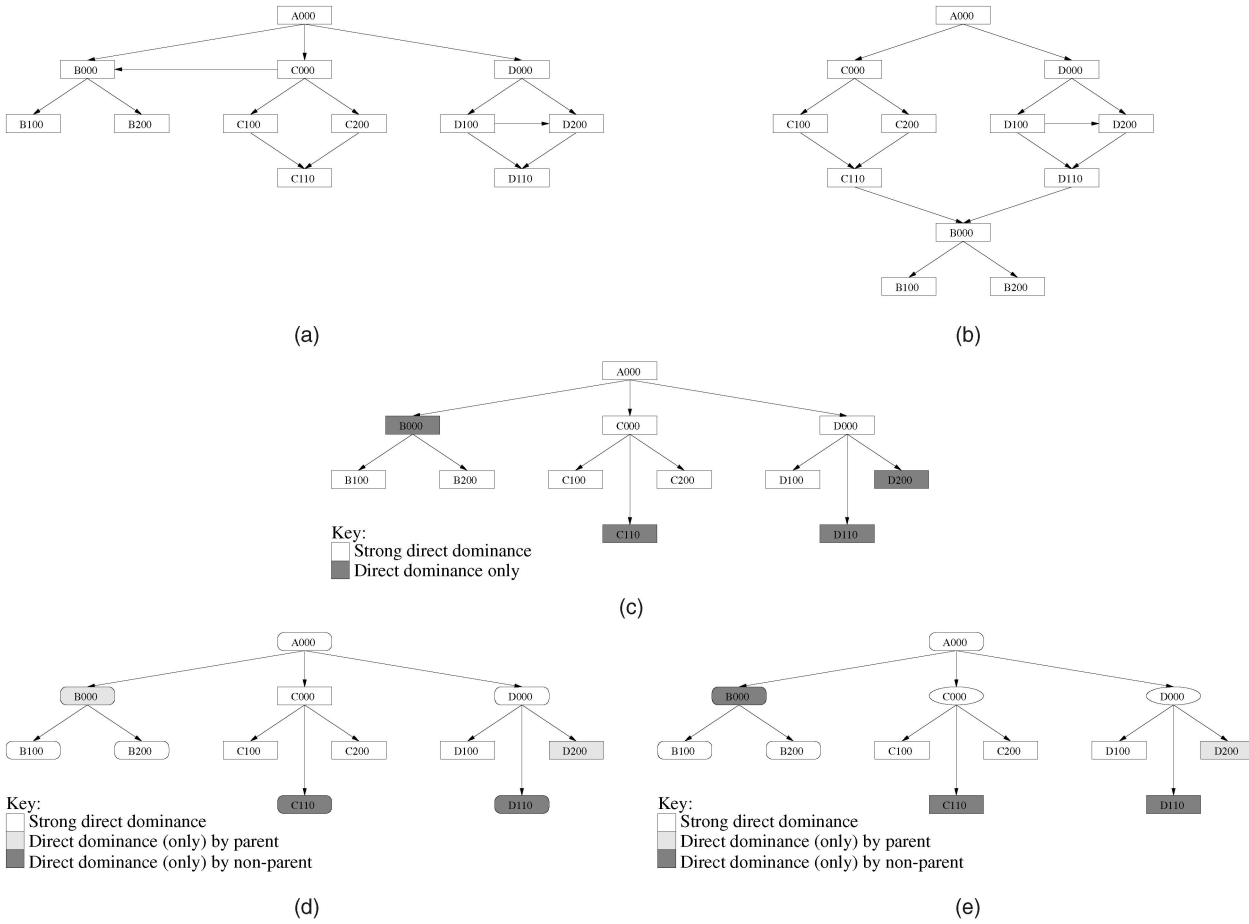 A000
B000
C000
D000
B100
B200
C100
C200
D100
D200
C110
D110
(a)
A000
C000
D000
C100
C200
D100
D200
C110
D110
B000
B100
B200
(b)
A000
B000
C000
D000
B100
B200
C100
C200
D100
D200
C110
D110
Key:
Strong direct dominance
Direct dominance only
(c)
A000
B000
C000
D000
B100
B200
C100
C200
D100
D200
C110
D110
Key:
Strong direct dominance
Direct dominance (only) by parent
Direct dominance (only) by non-parent
(d)
A000
B000
C000
D000
B100
B200
C100
C200
D100
D200
C110
D110
Key:
Strong direct dominance
Direct dominance (only) by parent
Direct dominance (only) by non-parent
(e)